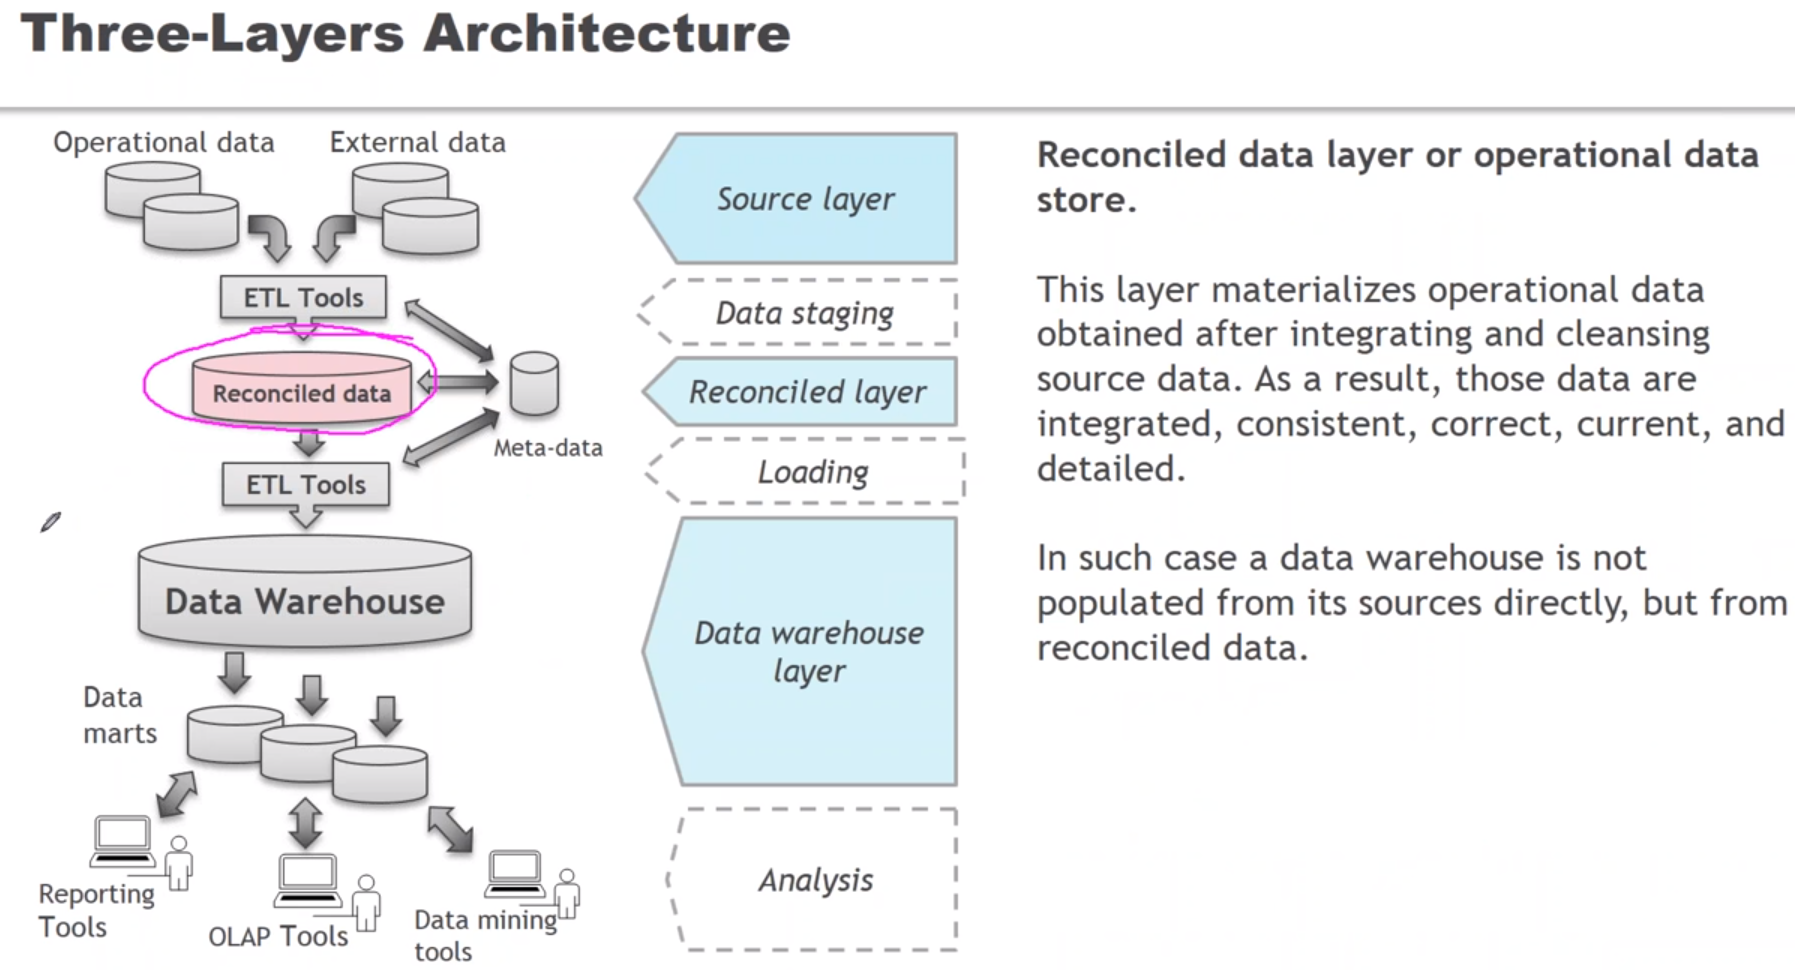 Three-Layers Architecture
Operational data
External data
ETL Tools
Reconciled data
Meta-data
ETL Tools
Data Warehouse
Data
marts
Reporting
Tools
OLAP Tools
Data mining
tools
Source layer
Data staging
Reconciled layer
Loading
Data warehouse
layer
Analysis
Reconciled data layer or operational data
store.
This layer materializes operational data
obtained after integrating and cleansing
source data. As a result, those data are
integrated, consistent, correct, current, and
detailed.
In such case a data warehouse is not
populated from its sources directly, but from
reconciled data.